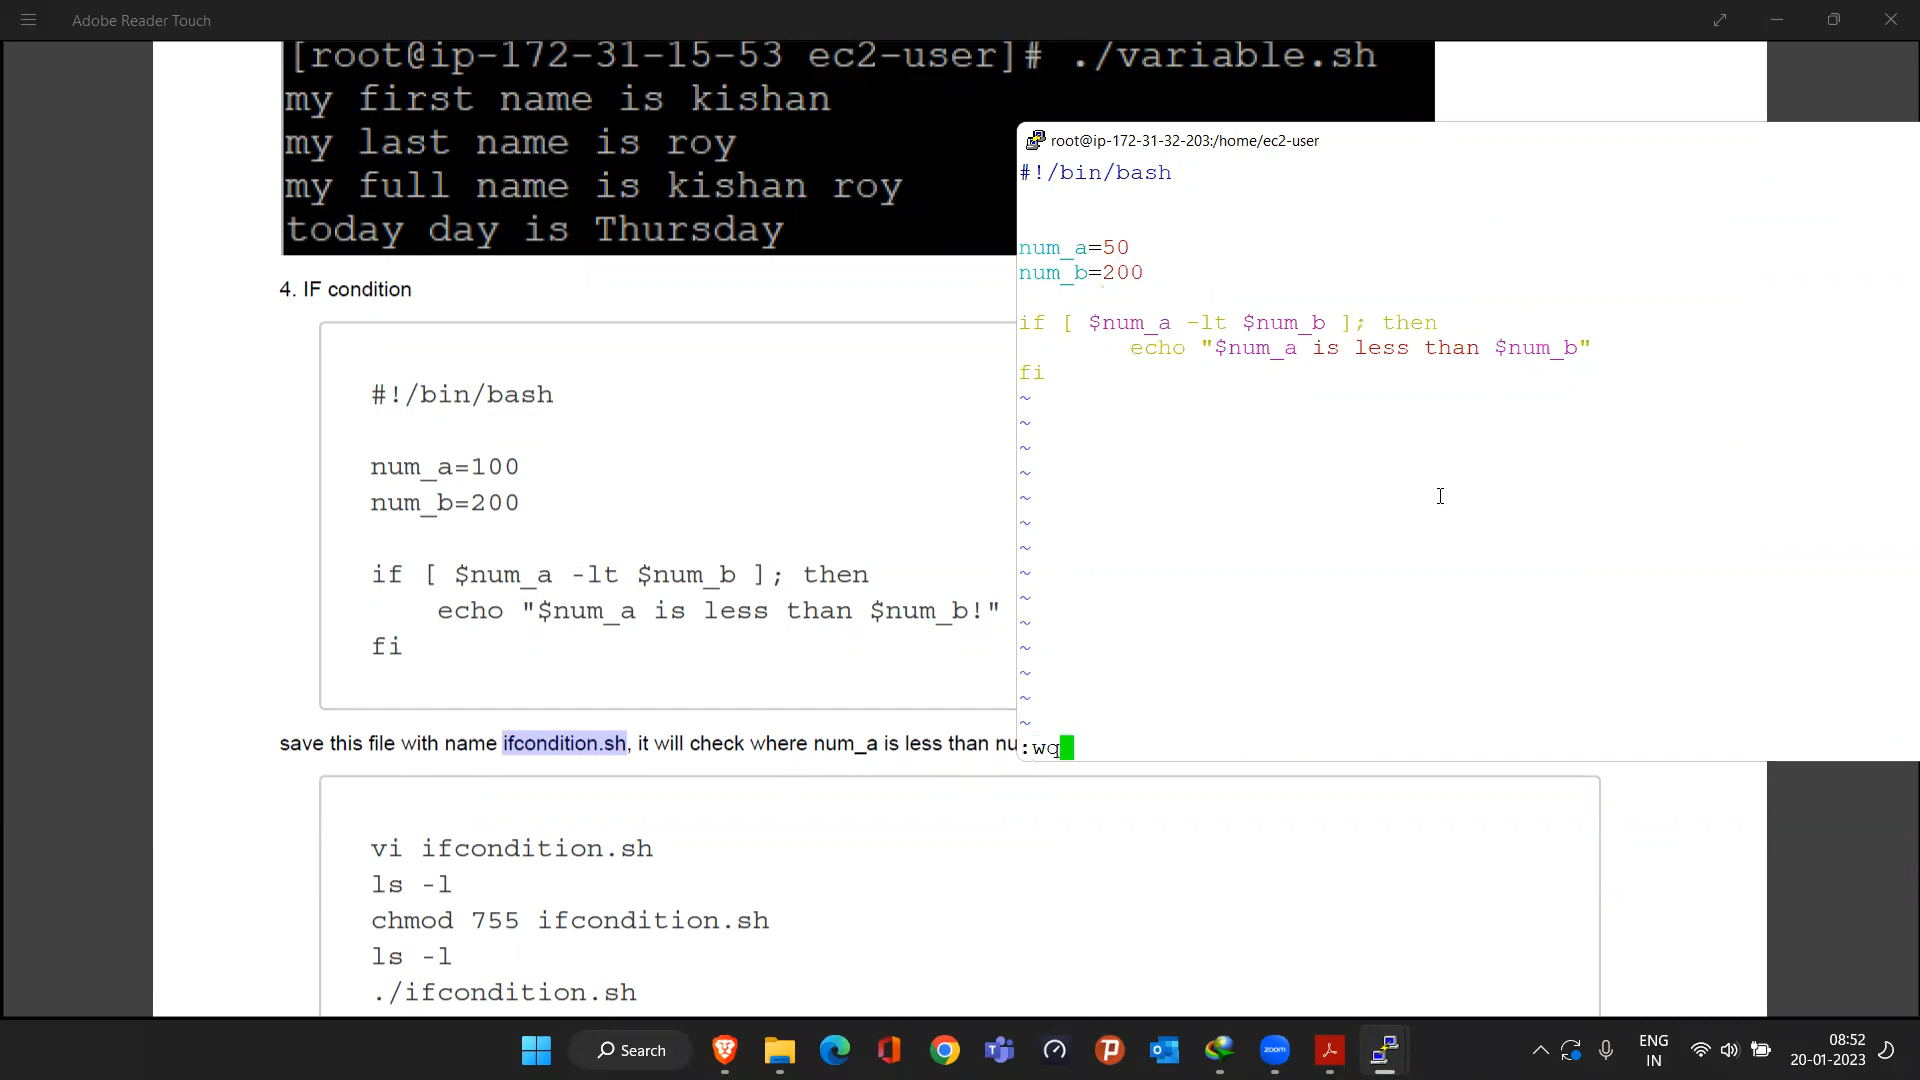 Adobe Reader Touch
[root@ip-172-31-15-53 ec2-user]# ./variable.sh
my first name is kishan
my last name is roy
my full name is kishan roy
today day is Thursday
4. IF condition
#!/bin/bash
num_a=100
num_b=200
if [ $num_a -lt $num_b ]; then
echo "$num_a is less than $num_b!"
fi
save this file with name ifcondition.sh, it will check where num_a is less than nu
vi ifcondition.sh
ls -l
chmod 755 ifcondition.sh
ls -l
./ifcondition.sh
root@ip-172-31-32-203:/home/ec2-user
#!/bin/bash
num_a=50
num_b=200
if [ $num_a -lt $num_b ]; then
echo "$num_a is less than $num_b"
fi
~
~
~
~
~
~
~
~
~
~
~
~
~
~
:wq
Search
zoom
ENG
IN
08:52
20-01-2023